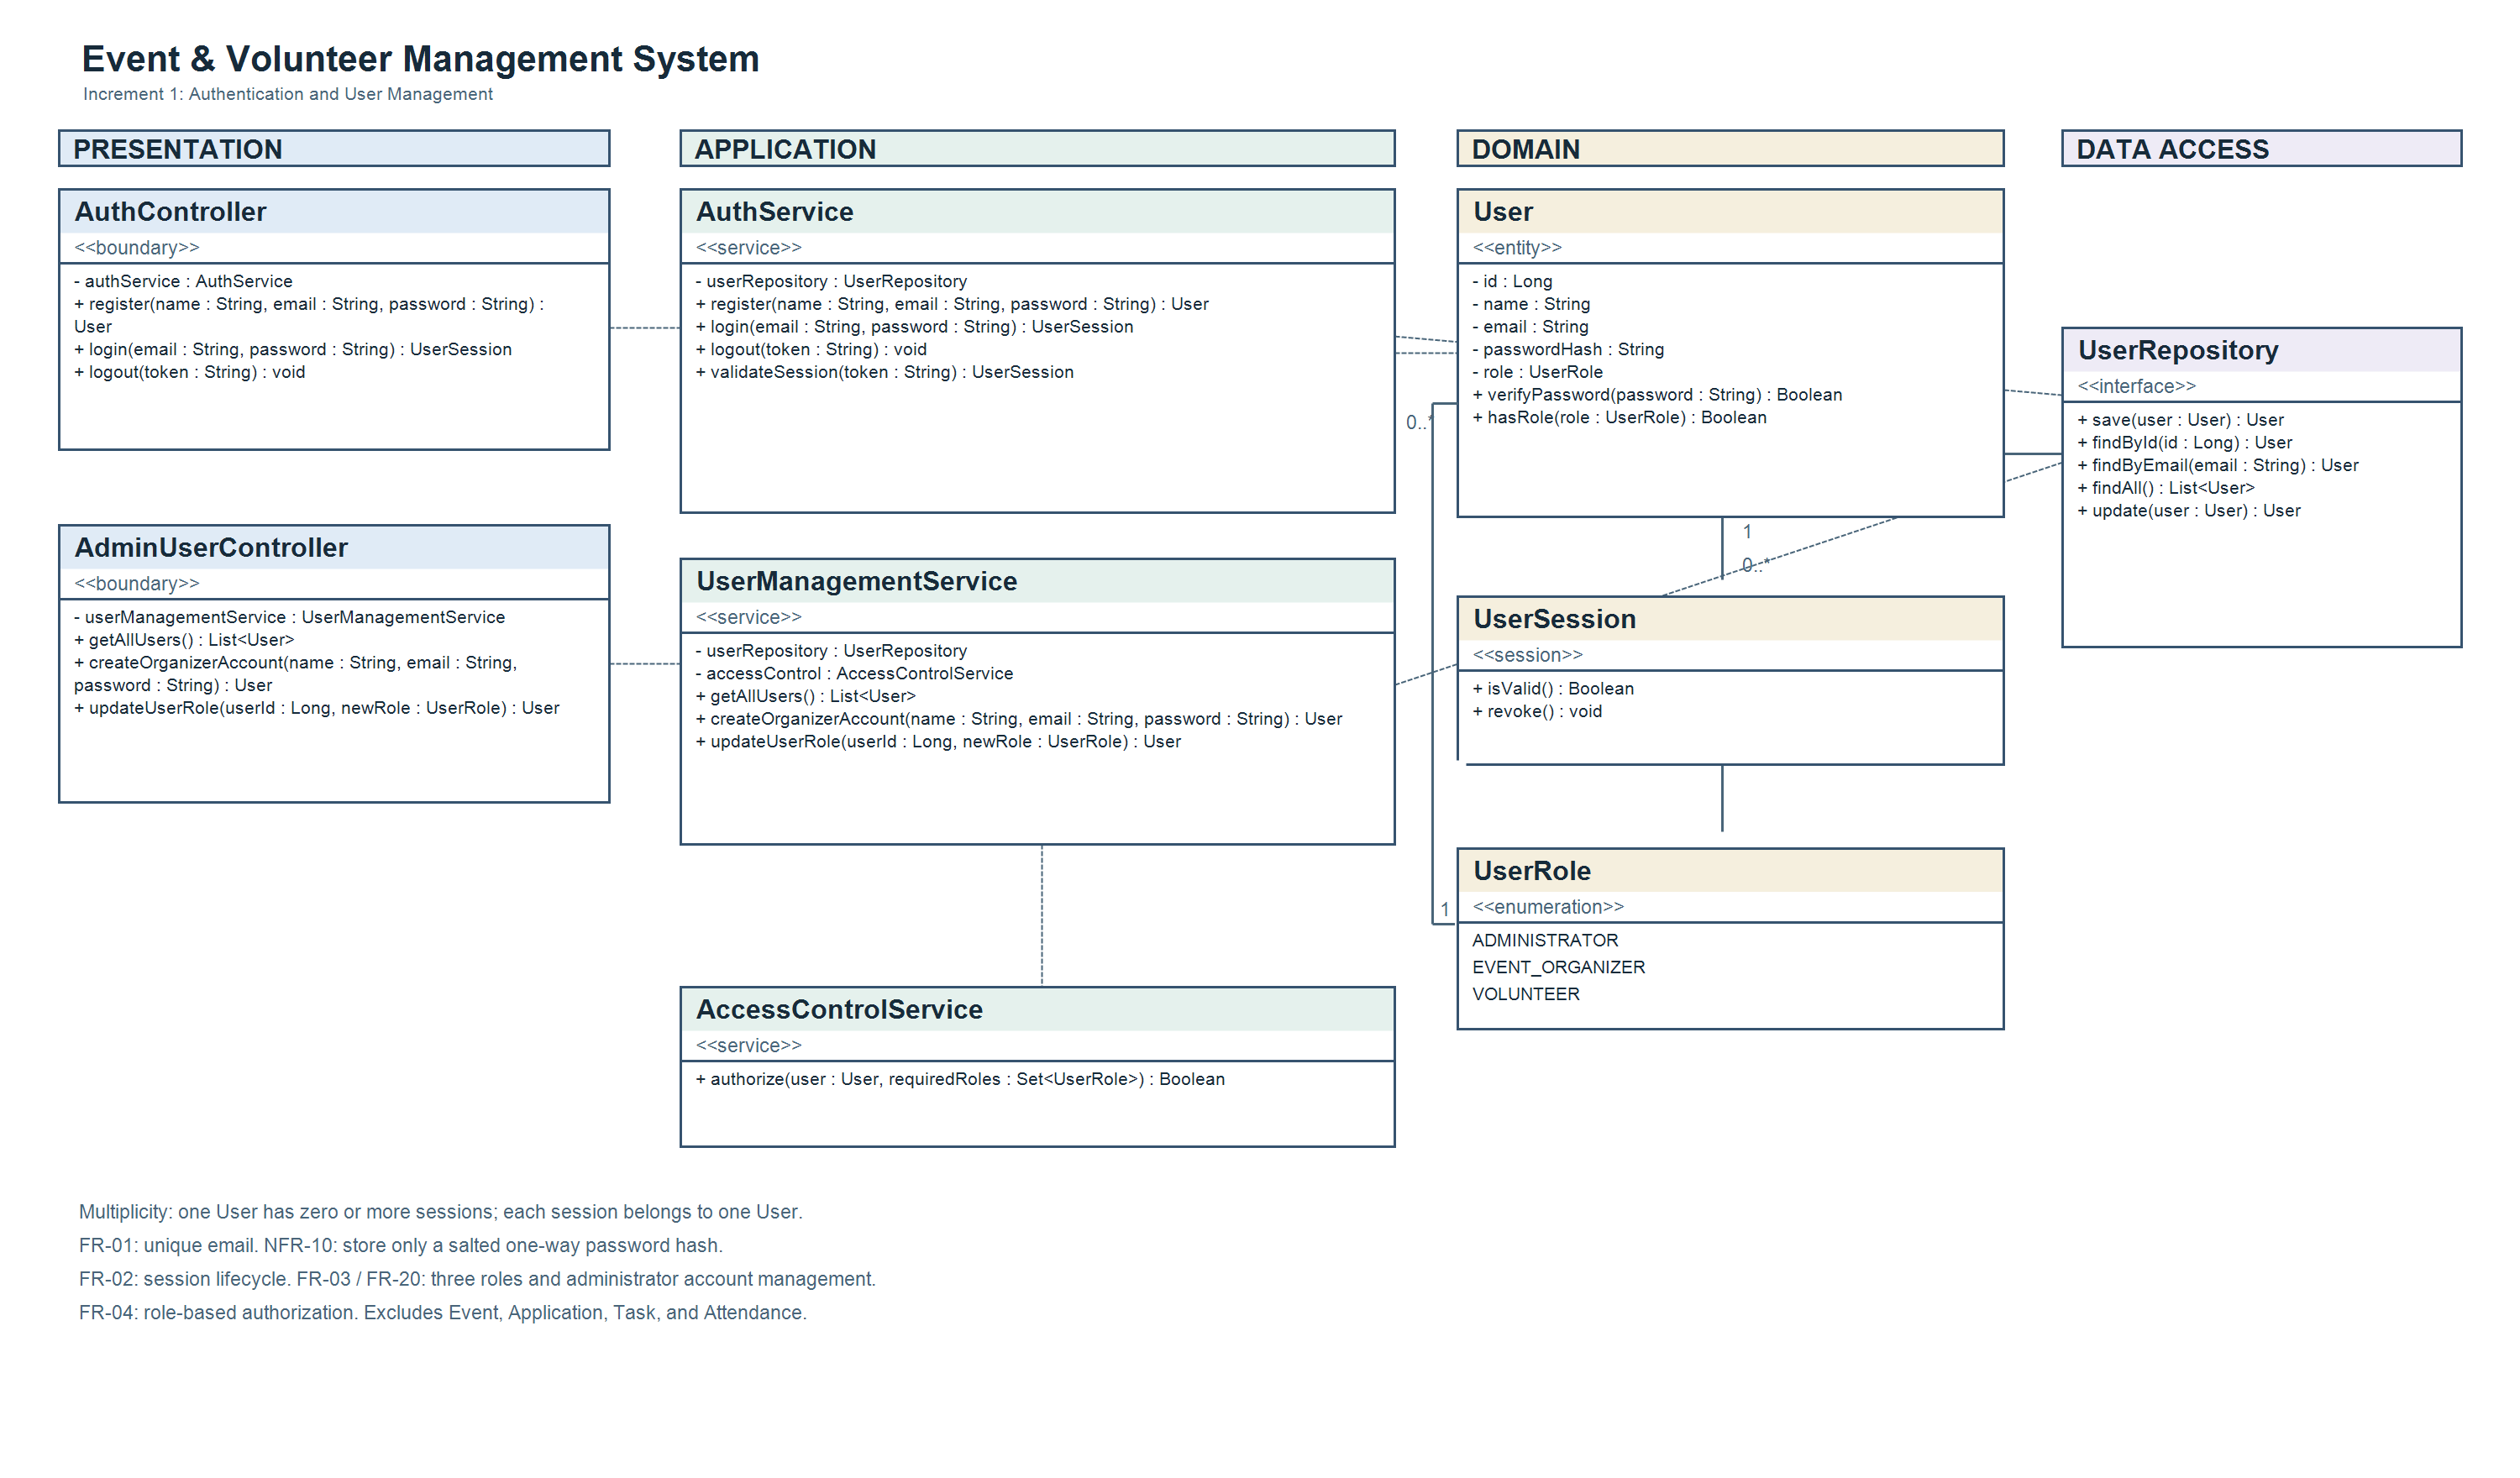 Event & Volunteer Management System
Increment 1: Authentication and User Management
PRESENTATION
AuthController
<<boundary>>
- authService : AuthService
+ register(name : String, email : String, password : String) :
User
+ login(email : String, password : String) : UserSession
+ logout(token : String) : void
AdminUserController
<<boundary>>
- userManagementService : UserManagementService
+ getAllUsers() : List<User>
+ createOrganizerAccount(name : String, email : String,
password : String) : User
+ updateUserRole(userId : Long, newRole : UserRole) : User
APPLICATION
AuthService
<<service>>
- userRepository : UserRepository
+ register(name : String, email : String, password : String) : User
+ login(email : String, password : String) : UserSession
+ logout(token : String) : void
+ validateSession(token : String) : UserSession
UserManagementService
<<service>>
- userRepository : UserRepository
- accessControl : AccessControlService
+ getAllUsers() : List<User>
+ createOrganizerAccount(name : String, email : String, password : String) : User
+ updateUserRole(userId : Long, newRole : UserRole) : User
AccessControlService
<<service>>
+ authorize(user : User, requiredRoles : Set<UserRole>) : Boolean
DOMAIN
User
<<entity>>
- id : Long
- name : String
- email : String
- passwordHash : String
- role : UserRole
+ verifyPassword(password : String) : Boolean
+ hasRole(role : UserRole) : Boolean
0..*
1
0..*
UserSession
<<session>>
+ isValid() : Boolean
+ revoke() : void
1
UserRole
<<enumeration>>
ADMINISTRATOR
EVENT_ORGANIZER
VOLUNTEER
DATA ACCESS
UserRepository
<<interface>>
+ save(user : User) : User
+ findById(id : Long) : User
+ findByEmail(email : String) : User
+ findAll() : List<User>
+ update(user : User) : User
Multiplicity: one User has zero or more sessions; each session belongs to one User.
FR-01: unique email. NFR-10: store only a salted one-way password hash.
FR-02: session lifecycle. FR-03 / FR-20: three roles and administrator account management.
FR-04: role-based authorization. Excludes Event, Application, Task, and Attendance.